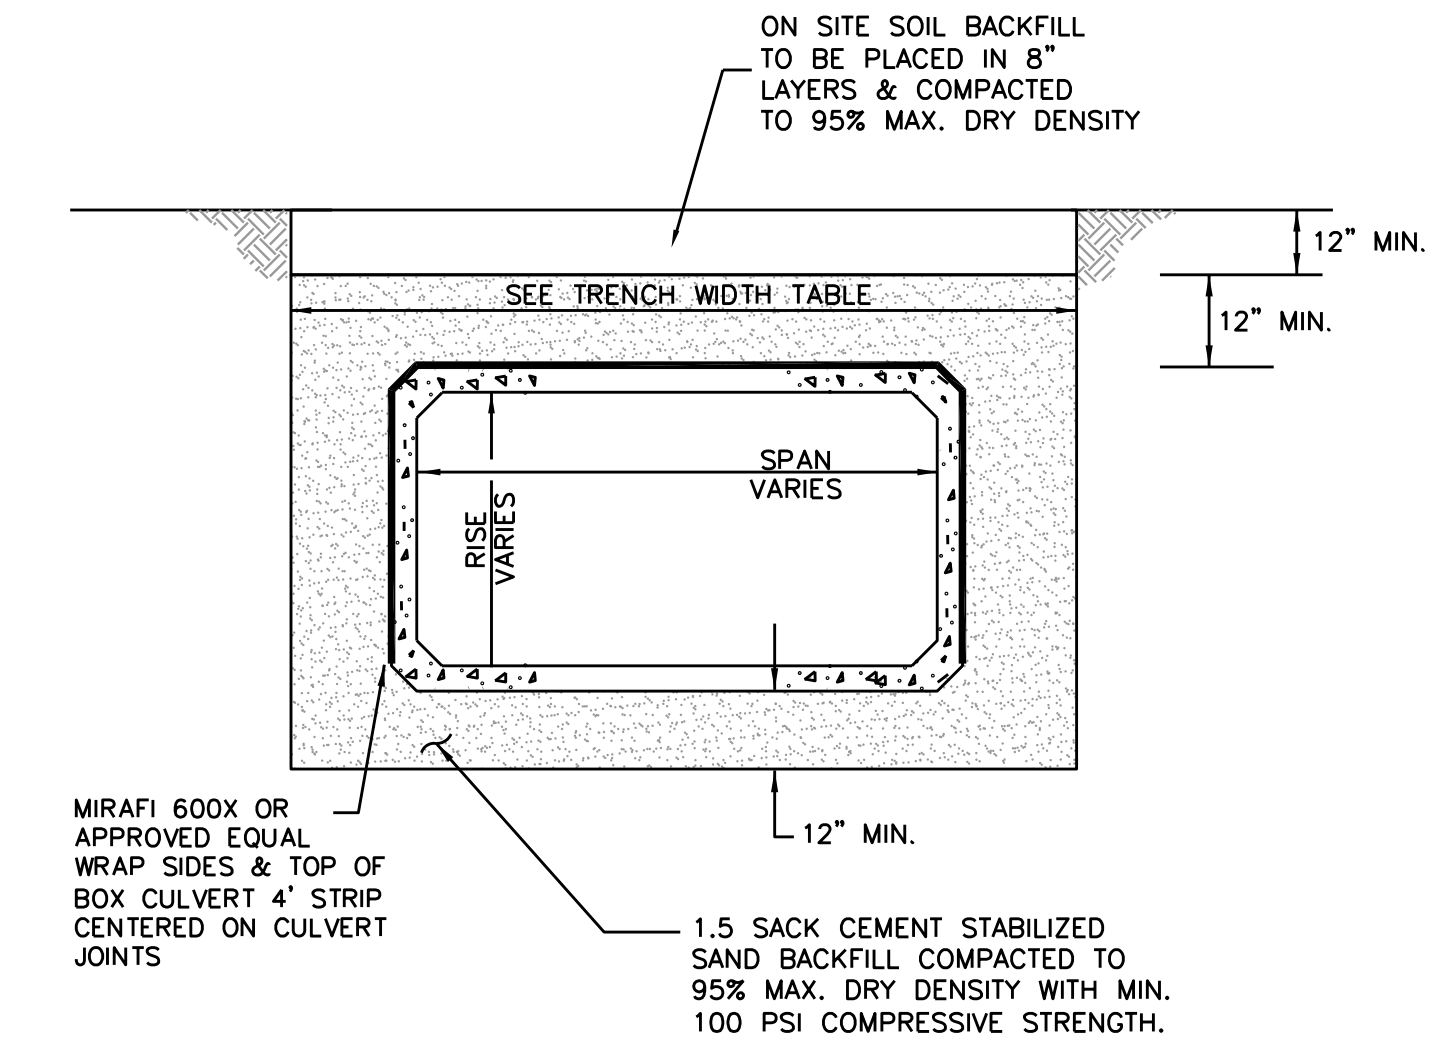 ON SITE SOIL BACKFILL
TO BE PLACED IN 8"
LAYERS & COMPACTED
TO 95% MAX. DRY DENSITY
12" MIN.
SEE TRENCH WIDTH TABLE
12" MIN.
SPAN
VARIES
RISE
VARIES
MIRAFI 600X OR
APPROVED EQUAL
WRAP SIDES & TOP OF
BOX CULVERT 4' STRIP
CENTERED ON CULVERT
JOINTS
12" MIN.
1.5 SACK CEMENT STABILIZED
SAND BACKFILL COMPACTED TO
95% MAX. DRY DENSITY WITH MIN.
100 PSI COMPRESSIVE STRENGTH.